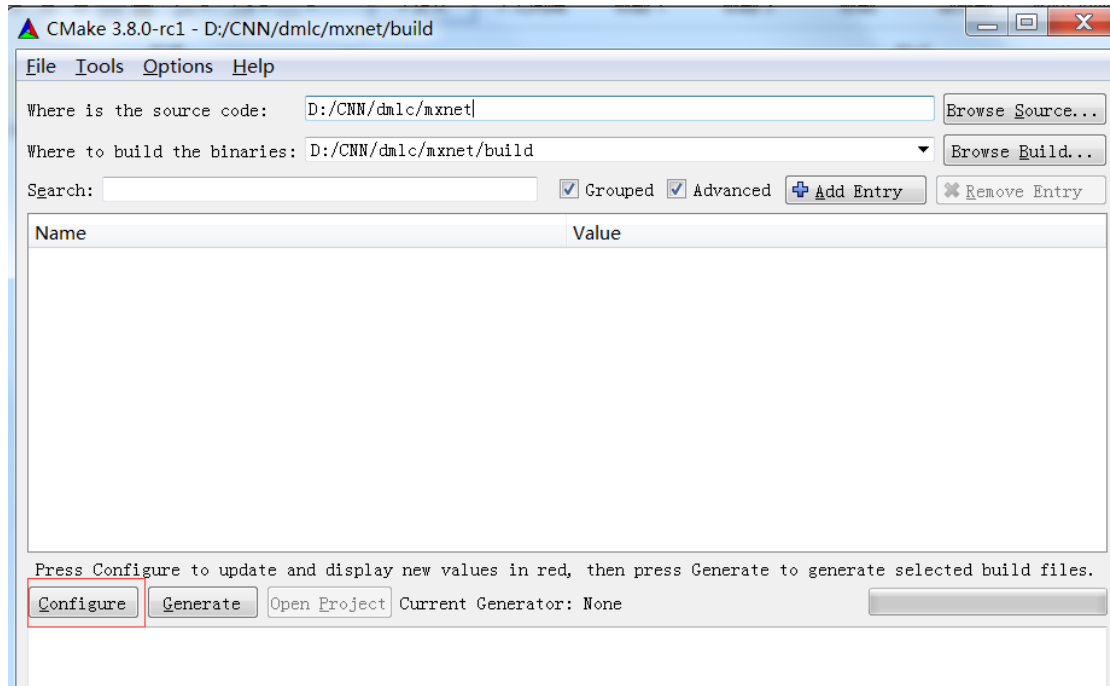 CMake 3.8.0-rc1 - D:/CNN/dmlc/mxnet/build
File Tools Options Help
Where is the source code: D:/CNN/dmlc/mxnet Browse Source...
Where to build the binaries: D:/CNN/dmlc/mxnet/build Browse Build...
Search: Grouped Advanced Add Entry Remove Entry
Name Value
Press Configure to update and display new values in red, then press Generate to generate selected build files.
Configure Generate Open Project Current Generator: None